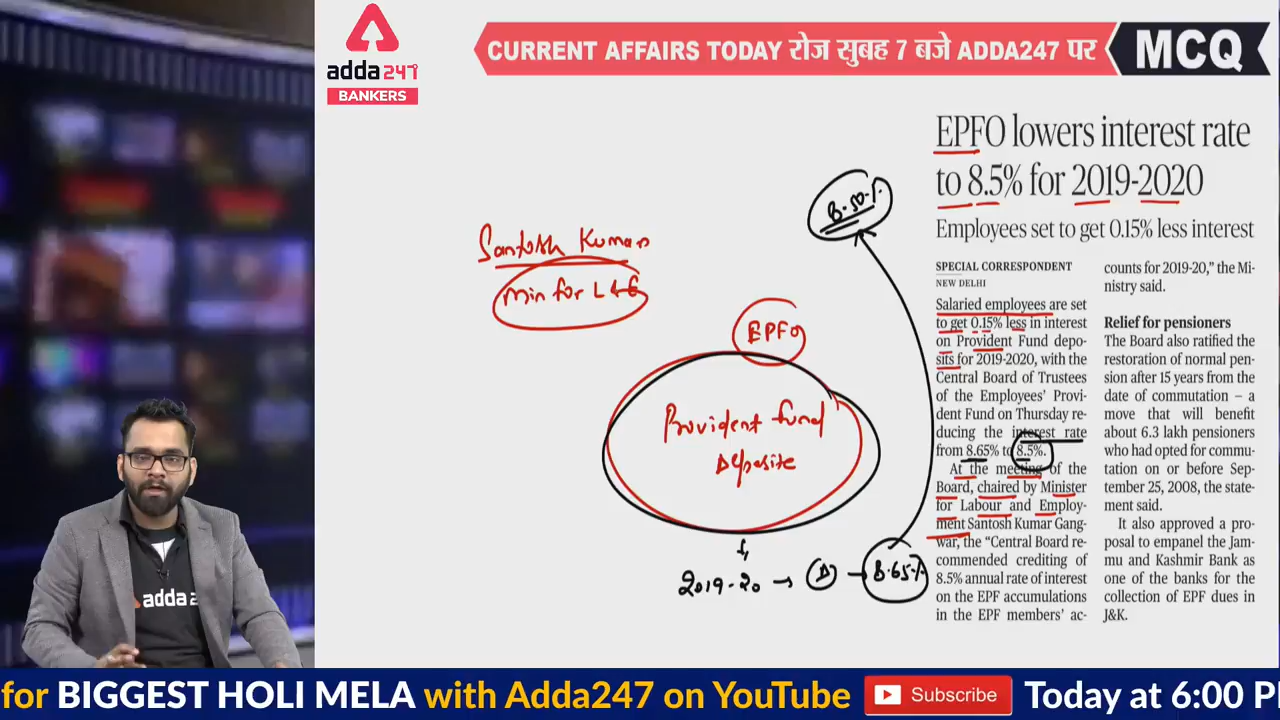 CURRENT AFFAIRS TODAY रोज सुबह 7 बजे ADDA247 पर
MCQ
adda247
BANKERS
EPFO lowers interest rate
to 8.5% for 2019-2020
Employees set to get 0.15% less interest
SPECIAL CORRESPONDENT
NEW DELHI
Salaried employees are set
to get 0.15% less in interest
on Provident Fund depo-
sits for 2019-2020, with the
Central Board of Trustees
of the Employees' Provi-
dent Fund on Thursday re-
ducing the interest rate
from 8.65% to 8.5%.
At the meeting of the
Board, chaired by Minister
for Labour and Employ-
ment Santosh Kumar Gang-
war, the “Central Board re-
commended crediting of
8.5% annual rate of interest
on the EPF accumulations
in the EPF members' ac-
counts for 2019-20,” the Mi-
nistry said.
Relief for pensioners
The Board also ratified the
restoration of normal pen-
sion after 15 years from the
date of commutation – a
move that will benefit
about 6.3 lakh pensioners
who had opted for commu-
tation on or before Sep-
tember 25, 2008, the state-
ment said.
It also approved a pro-
posal to empanel the Jam-
mu and Kashmir Bank as
one of the banks for the
collection of EPF dues in
J&K.
8.50%
Santosh Kumar
Min for L&E
EPFO
Provident fund
Deposite
2019-20
8.65%
adda
for BIGGEST HOLI MELA with Adda247 on YouTube
Subscribe
Today at 6:00 P